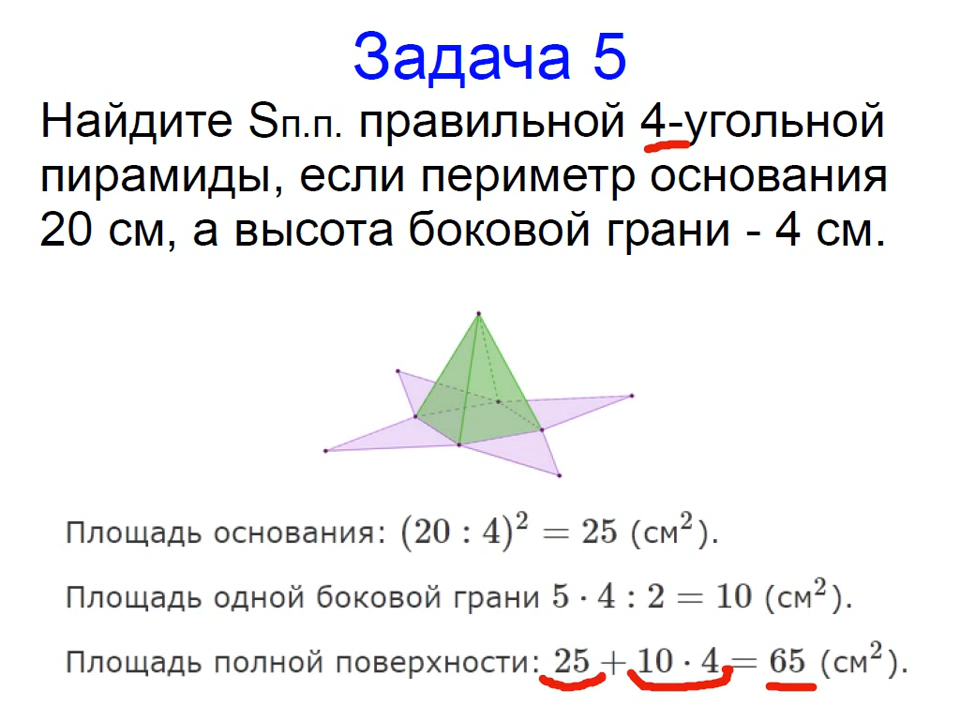 Задача 5
Найдите Sп.п. правильной 4-угольной
пирамиды, если периметр основания
20 см, а высота боковой грани - 4 см.
Площадь основания: (20 : 4)² = 25 (см²).
Площадь одной боковой грани 5 · 4 : 2 = 10 (см²).
Площадь полной поверхности: 25 + 10 · 4 = 65 (см²).